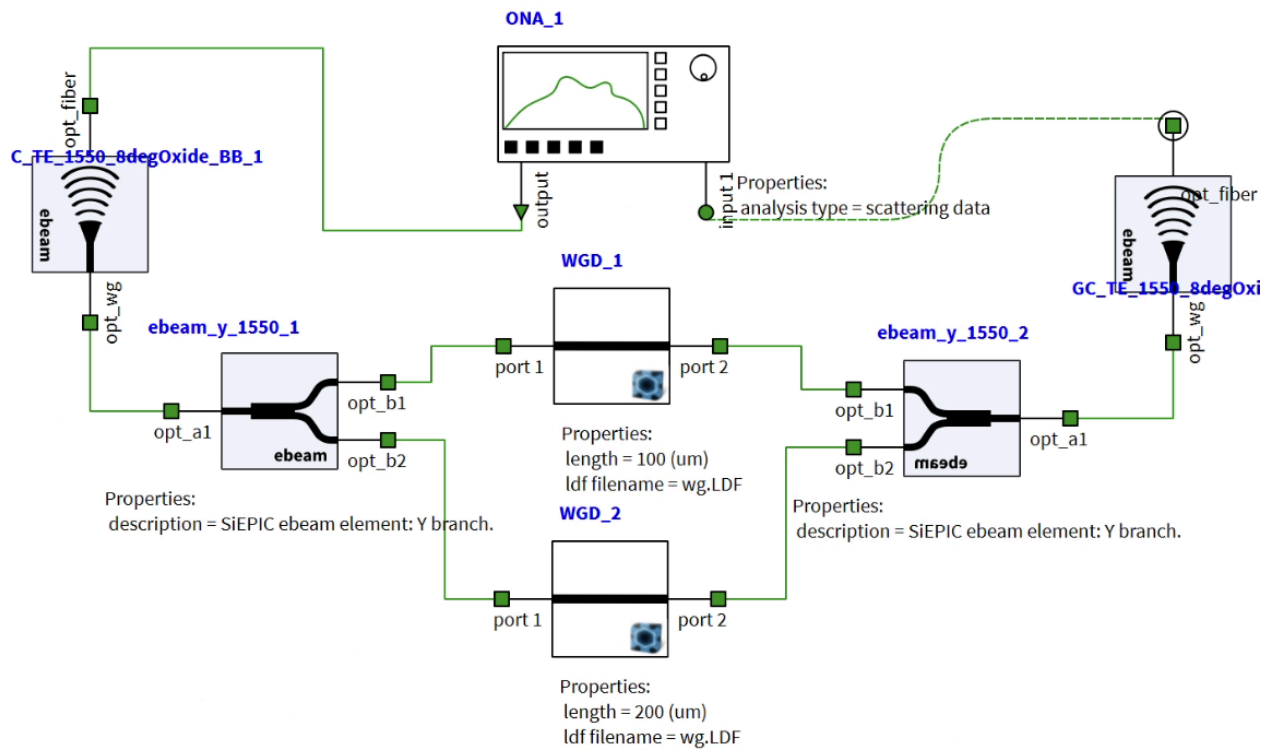 ONA_1
opt_fiber
C_TE_1550_8degOxide_BB_1
ebeam
opt_wg
output
input 1
Properties:
analysis type = scattering data
opt_fiber
ebeam
GC_TE_1550_8degOxi
opt_wg
ebeam_y_1550_1
opt_a1
opt_b1
opt_b2
ebeam
Properties:
description = SiEPIC ebeam element: Y branch.
WGD_1
port 1
port 2
Properties:
length = 100 (um)
ldf filename = wg.LDF
WGD_2
port 1
port 2
Properties:
length = 200 (um)
ldf filename = wg.LDF
ebeam_y_1550_2
opt_b1
opt_b2
opt_a1
ebeam
Properties:
description = SiEPIC ebeam element: Y branch.